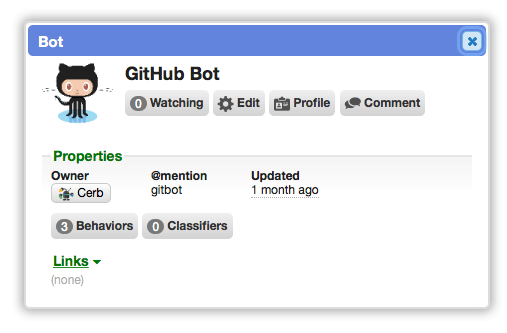 Bot
GitHub Bot
0 Watching Edit Profile Comment
Properties
Owner @mention Updated
Cerb gitbot 1 month ago
3 Behaviors 0 Classifiers
Links
(none)